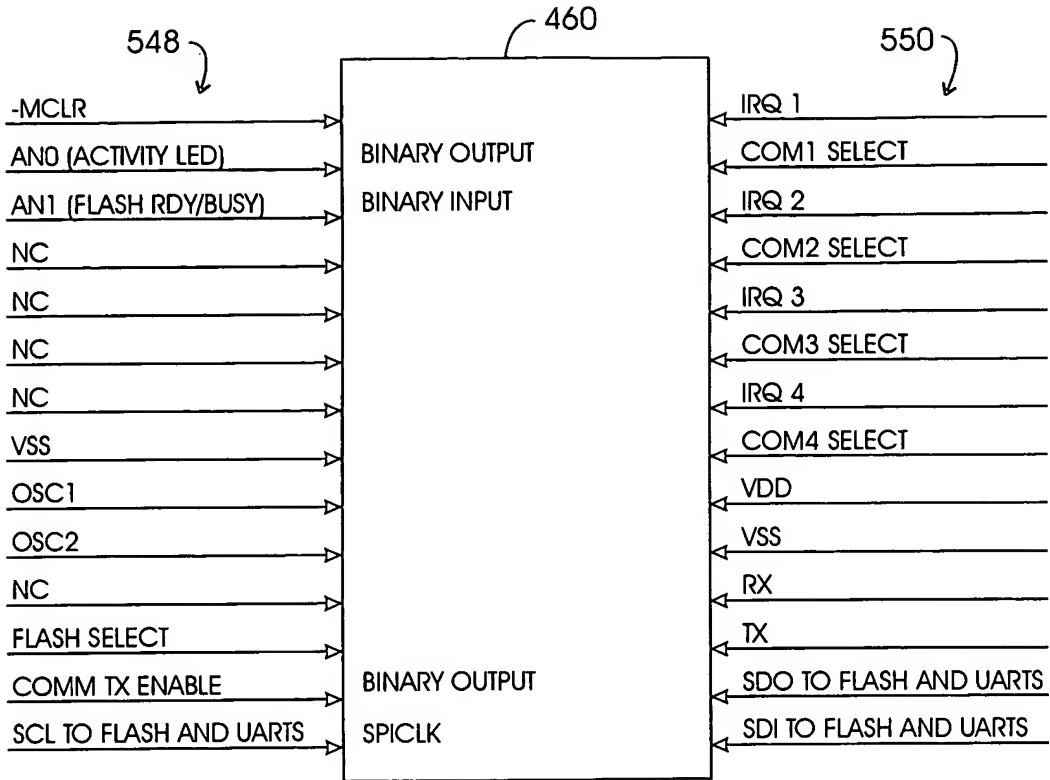 548
460
550
-MCLR
IRQ 1
AN0 (ACTIVITY LED)
BINARY OUTPUT
COM1 SELECT
AN1 (FLASH RDY/BUSY)
BINARY INPUT
IRQ 2
NC
COM2 SELECT
NC
IRQ 3
NC
COM3 SELECT
NC
IRQ 4
VSS
COM4 SELECT
OSC1
VDD
OSC2
VSS
NC
RX
FLASH SELECT
TX
COMM TX ENABLE
BINARY OUTPUT
SDO TO FLASH AND UARTS
SCL TO FLASH AND UARTS
SPICLK
SDI TO FLASH AND UARTS